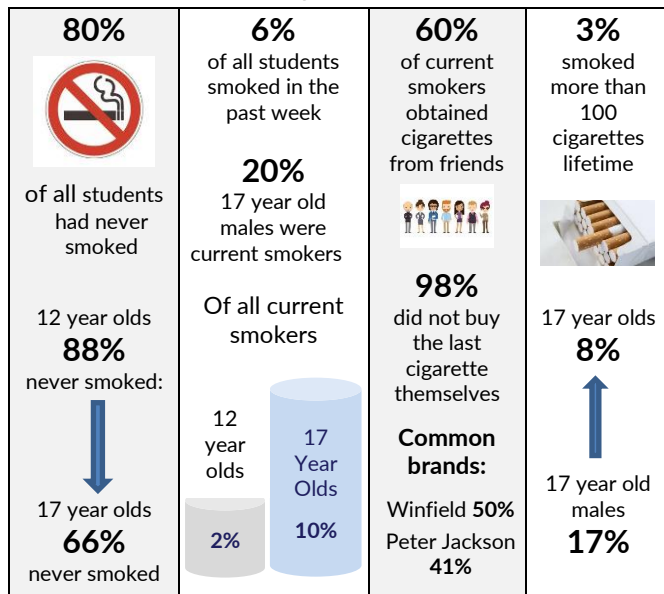 80%
of all students
had never
smoked
12 year olds
88%
never smoked:
17 year olds
66%
never smoked
6%
of all students
smoked in the
past week
20%
17 year old
males were
current smokers
Of all current
smokers
12
year
olds
2%
17
Year
Olds
10%
60%
of current
smokers
obtained
cigarettes
from friends
98%
did not buy
the last
cigarette
themselves
Common
brands:
Winfield 50%
Peter Jackson
41%
3%
smoked
more than
100
cigarettes
lifetime
17 year olds
8%
17 year old
males
17%